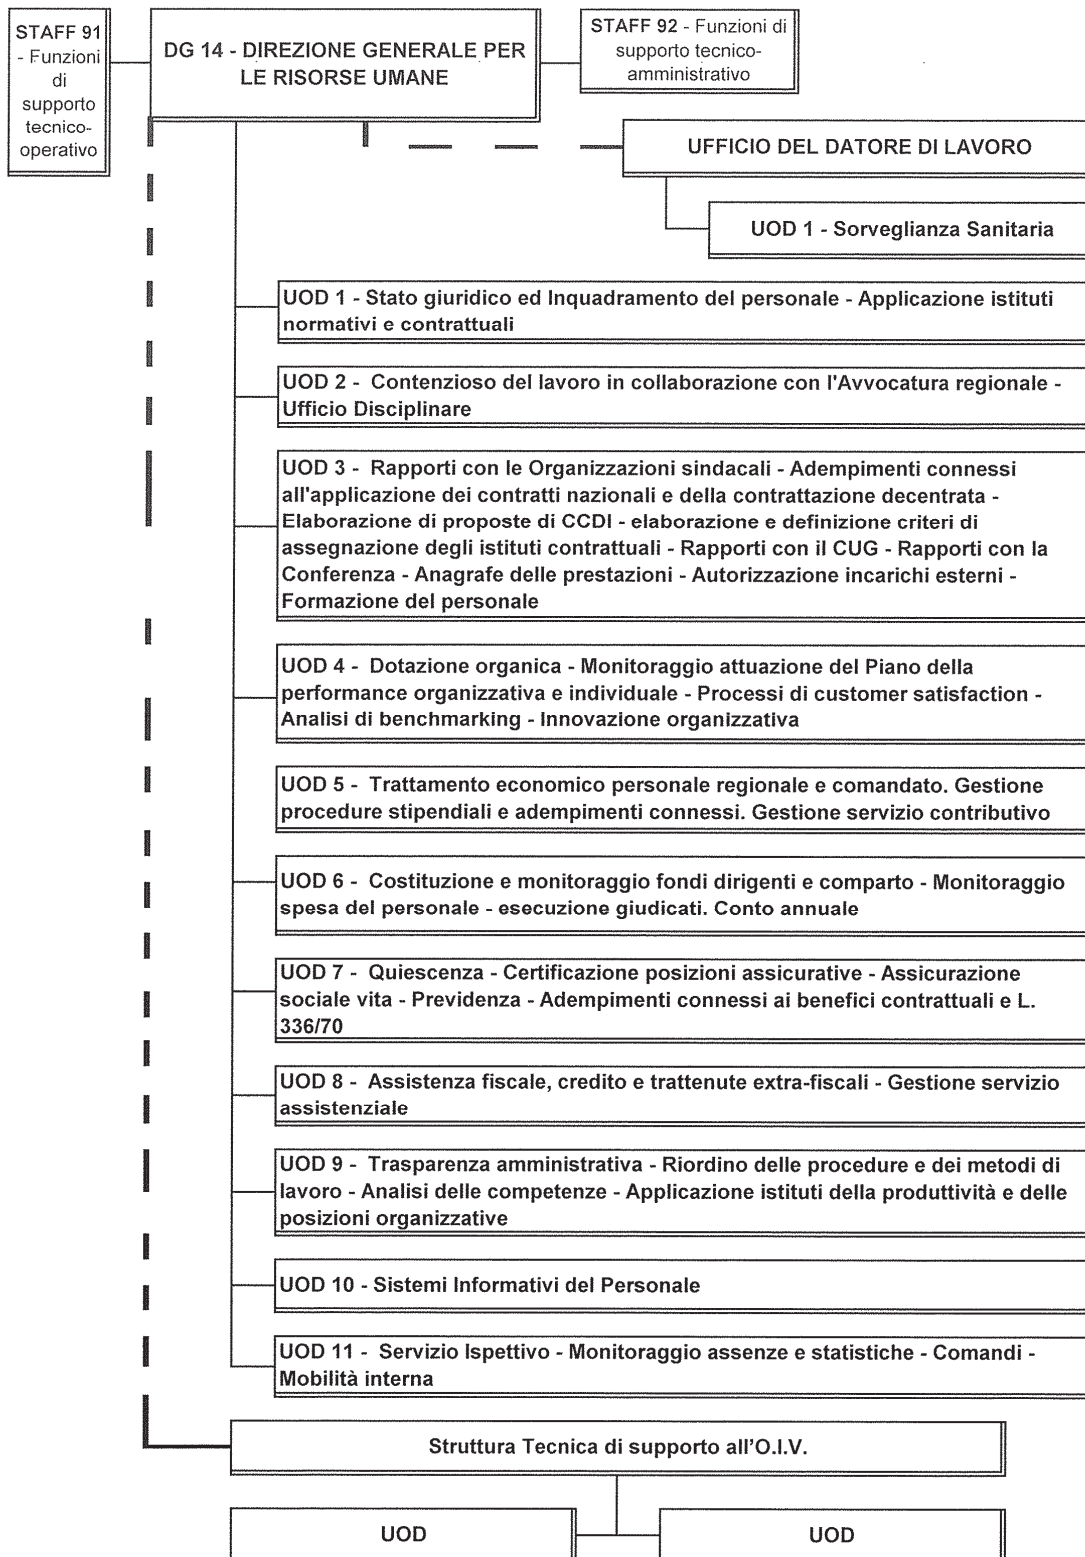 STAFF 91
- Funzioni
di
supporto
tecnico-
operativo
DG 14 - DIREZIONE GENERALE PER
LE RISORSE UMANE
STAFF 92 - Funzioni di
supporto tecnico-
amministrativo
UFFICIO DEL DATORE DI LAVORO
UOD 1 - Sorveglianza Sanitaria
UOD 1 - Stato giuridico ed Inquadramento del personale - Applicazione istituti
normativi e contrattuali
UOD 2 - Contenzioso del lavoro in collaborazione con l'Avvocatura regionale -
Ufficio Disciplinare
UOD 3 - Rapporti con le Organizzazioni sindacali - Adempimenti connessi
all'applicazione dei contratti nazionali e della contrattazione decentrata -
Elaborazione di proposte di CCDI - elaborazione e definizione criteri di
assegnazione degli istituti contrattuali - Rapporti con il CUG - Rapporti con la
Conferenza - Anagrafe delle prestazioni - Autorizzazione incarichi esterni -
Formazione del personale
UOD 4 - Dotazione organica - Monitoraggio attuazione del Piano della
performance organizzativa e individuale - Processi di customer satisfaction -
Analisi di benchmarking - Innovazione organizzativa
UOD 5 - Trattamento economico personale regionale e comandato. Gestione
procedure stipendiali e adempimenti connessi. Gestione servizio contributivo
UOD 6 - Costituzione e monitoraggio fondi dirigenti e comparto - Monitoraggio
spesa del personale - esecuzione giudicati. Conto annuale
UOD 7 - Quiescenza - Certificazione posizioni assicurative - Assicurazione
sociale vita - Previdenza - Adempimenti connessi ai benefici contrattuali e L.
336/70
UOD 8 - Assistenza fiscale, credito e trattenute extra-fiscali - Gestione servizio
assistenziale
UOD 9 - Trasparenza amministrativa - Riordino delle procedure e dei metodi di
lavoro - Analisi delle competenze - Applicazione istituti della produttività e delle
posizioni organizzative
UOD 10 - Sistemi Informativi del Personale
UOD 11 - Servizio Ispettivo - Monitoraggio assenze e statistiche - Comandi -
Mobilità interna
Struttura Tecnica di supporto all'O.I.V.
UOD
UOD